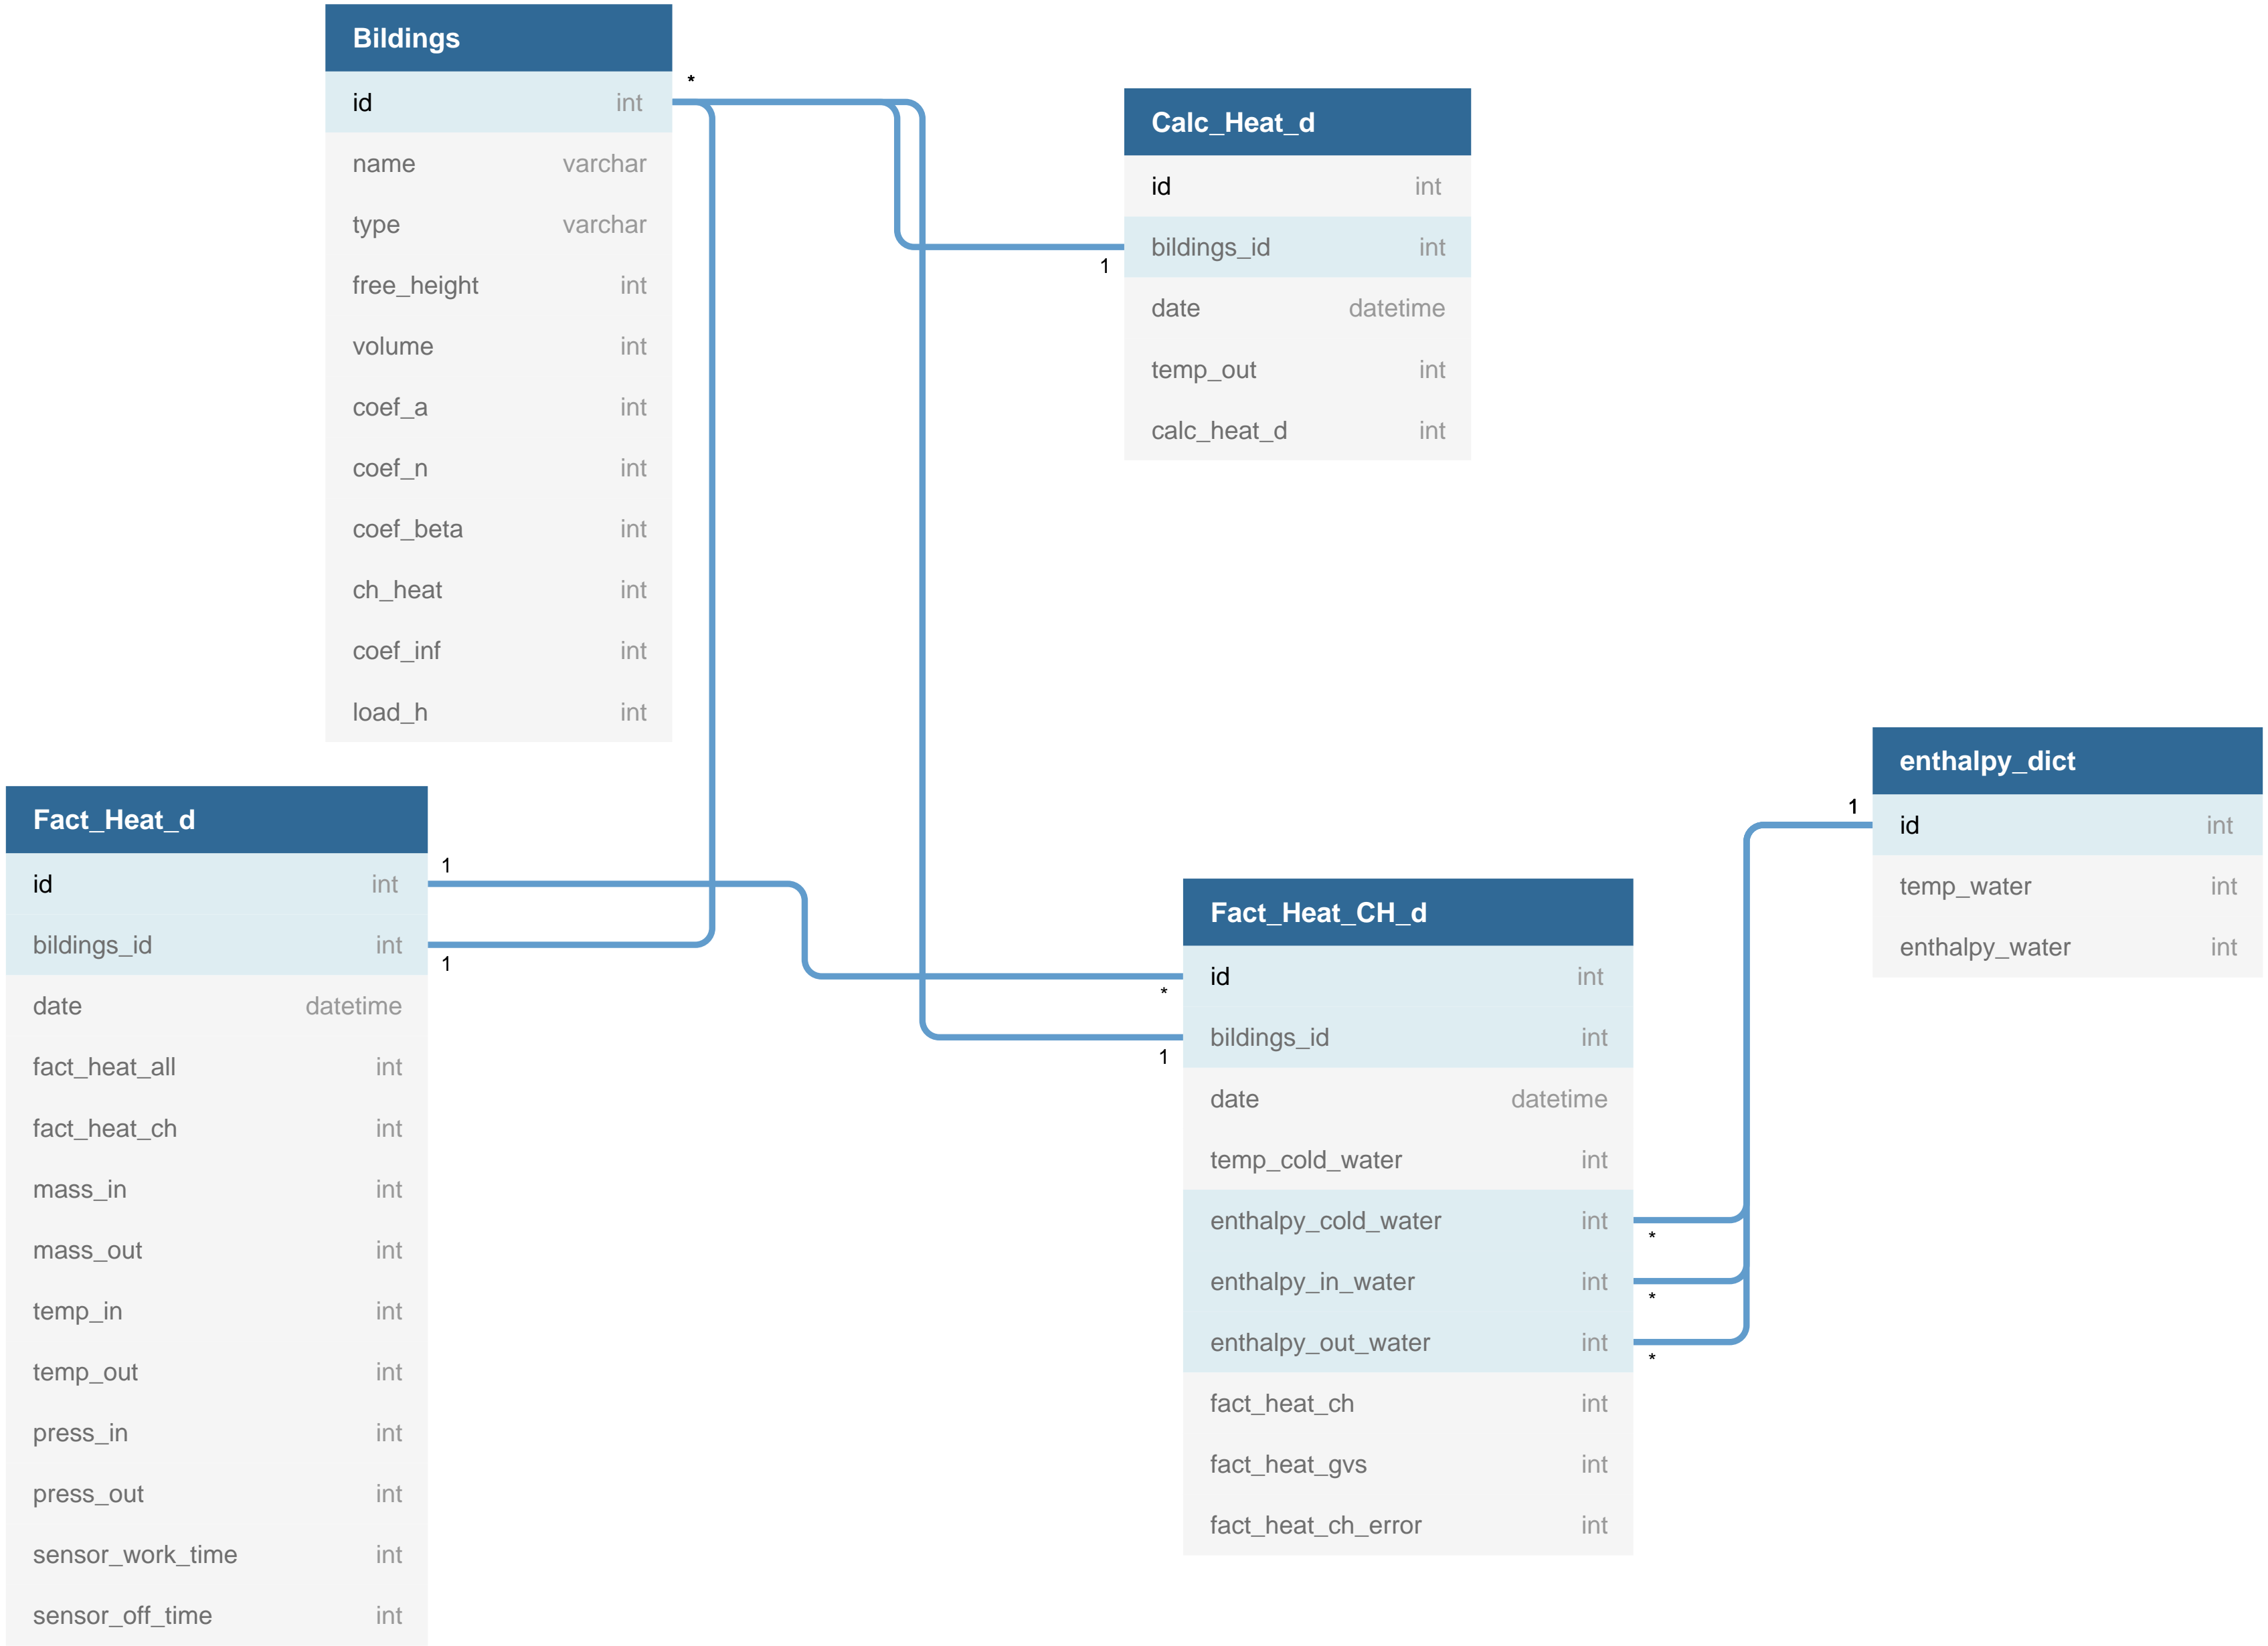 Bildings
*
id int
name varchar
type varchar
free_height int
volume int
coef_a int
coef_n int
coef_beta int
ch_heat int
coef_inf int
load_h int
Calc_Heat_d
id int
bildings_id int
1
date datetime
temp_out int
calc_heat_d int
Fact_Heat_d
1
id int
bildings_id int
1
date datetime
fact_heat_all int
fact_heat_ch int
mass_in int
mass_out int
temp_in int
temp_out int
press_in int
press_out int
sensor_work_time int
sensor_off_time int
Fact_Heat_CH_d
id int
*
bildings_id int
1
date datetime
temp_cold_water int
enthalpy_cold_water int
*
enthalpy_in_water int
*
enthalpy_out_water int
*
fact_heat_ch int
fact_heat_gvs int
fact_heat_ch_error int
enthalpy_dict
1
id int
temp_water int
enthalpy_water int